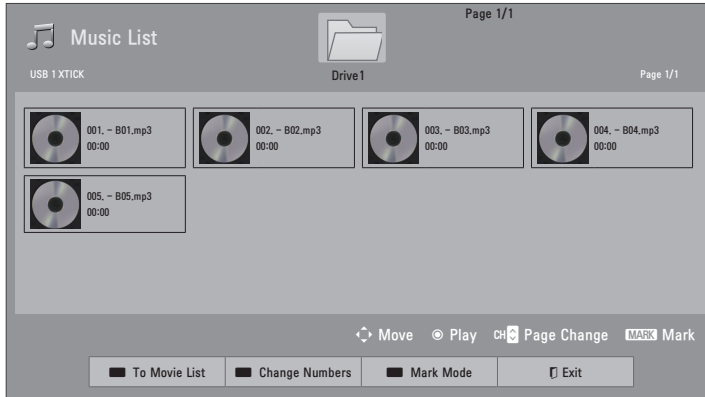 Page 1/1
Music List
USB 1 XTICK
Drive1
Page 1/1
001. - B01.mp3
00:00
002. - B02.mp3
00:00
003. - B03.mp3
00:00
004. - B04.mp3
00:00
005. - B05.mp3
00:00
Move Play CH Page Change MARK Mark
To Movie List Change Numbers Mark Mode Exit